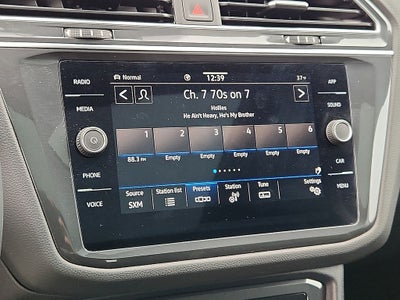 RADIO
MEDIA
PHONE
VOICE
Normal 12:39 37°F
Ch. 7 70s on 7
Hollies
He Ain't Heavy, He's My Brother
1 2 3 4 5 6
88.3 FM Empty Empty Empty Empty Empty
Source Station list Presets Station Tune Settings
SXM
APP
SOUND
CAR
MENU